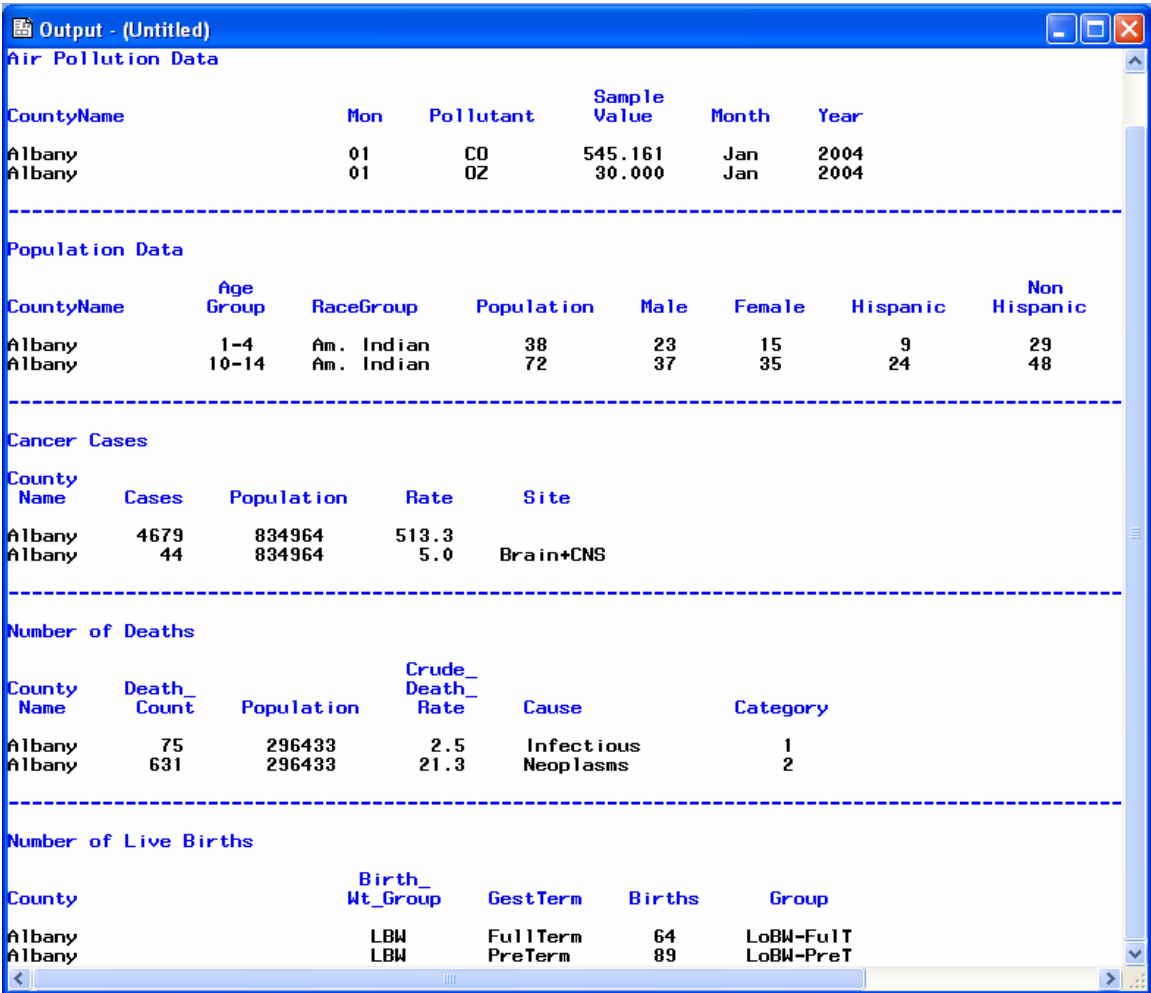 Output - (Untitled)
Air Pollution Data
Sample
CountyName Mon Pollutant Value Month Year
Albany 01 CO 545.161 Jan 2004
Albany 01 OZ 30.000 Jan 2004
Population Data
Age Non
CountyName Group RaceGroup Population Male Female Hispanic Hispanic
Albany 1-4 Am. Indian 38 23 15 9 29
Albany 10-14 Am. Indian 72 37 35 24 48
Cancer Cases
County
Name Cases Population Rate Site
Albany 4679 834964 513.3
Albany 44 834964 5.0 Brain+CNS
Number of Deaths
Crude_
County Death_ Death_
Name Count Population Rate Cause Category
Albany 75 296433 2.5 Infectious 1
Albany 631 296433 21.3 Neoplasms 2
Number of Live Births
Birth_
County Wt_Group GestTerm Births Group
Albany LBW FullTerm 64 LoBW-FulT
Albany LBW PreTerm 89 LoBW-PreT